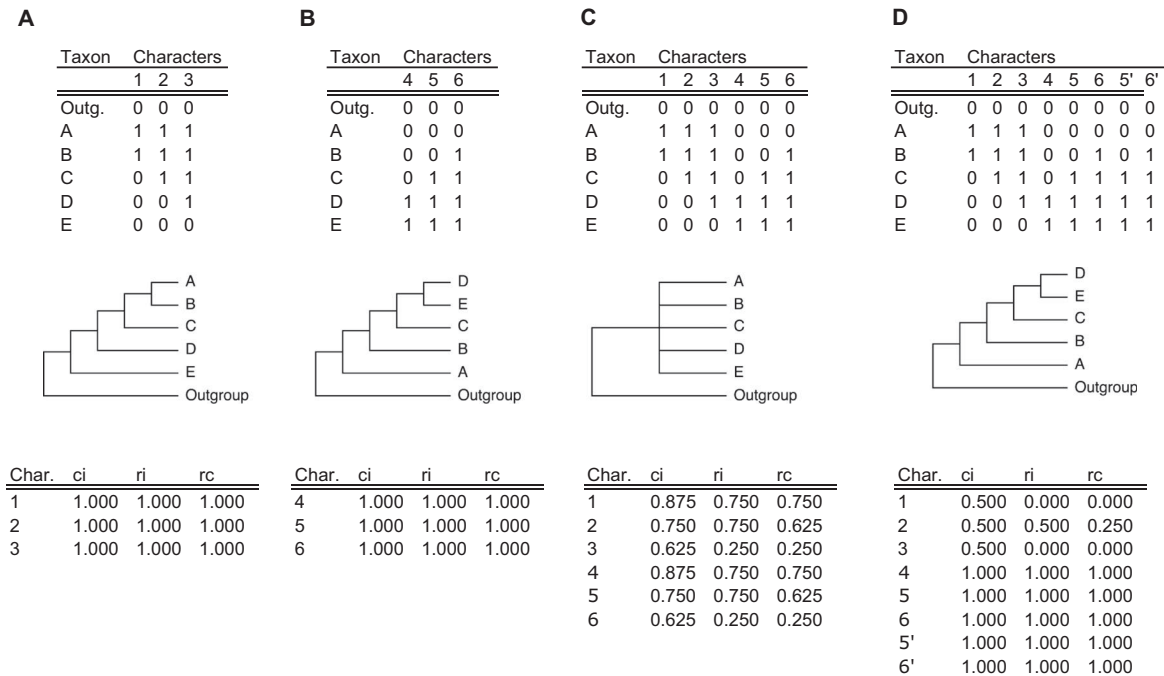 A
Taxon Characters
1 2 3
Outg. 0 0 0
A 1 1 1
B 1 1 1
C 0 1 1
D 0 0 1
E 0 0 0
A
B
C
D
E
Outgroup
Char. ci ri rc
1 1.000 1.000 1.000
2 1.000 1.000 1.000
3 1.000 1.000 1.000
B
Taxon Characters
4 5 6
Outg. 0 0 0
A 0 0 0
B 0 0 1
C 0 1 1
D 1 1 1
E 1 1 1
D
E
C
B
A
Outgroup
Char. ci ri rc
4 1.000 1.000 1.000
5 1.000 1.000 1.000
6 1.000 1.000 1.000
C
Taxon Characters
1 2 3 4 5 6
Outg. 0 0 0 0 0 0
A 1 1 1 0 0 0
B 1 1 1 0 0 1
C 0 1 1 0 1 1
D 0 0 1 1 1 1
E 0 0 0 1 1 1
A
B
C
D
E
Outgroup
Char. ci ri rc
1 0.875 0.750 0.750
2 0.750 0.750 0.625
3 0.625 0.250 0.250
4 0.875 0.750 0.750
5 0.750 0.750 0.625
6 0.625 0.250 0.250
D
Taxon Characters
1 2 3 4 5 6 5' 6'
Outg. 0 0 0 0 0 0 0 0
A 1 1 1 0 0 0 0 0
B 1 1 1 0 0 1 0 1
C 0 1 1 0 1 1 1 1
D 0 0 1 1 1 1 1 1
E 0 0 0 1 1 1 1 1
D
E
C
B
A
Outgroup
Char. ci ri rc
1 0.500 0.000 0.000
2 0.500 0.500 0.250
3 0.500 0.000 0.000
4 1.000 1.000 1.000
5 1.000 1.000 1.000
6 1.000 1.000 1.000
5' 1.000 1.000 1.000
6' 1.000 1.000 1.000